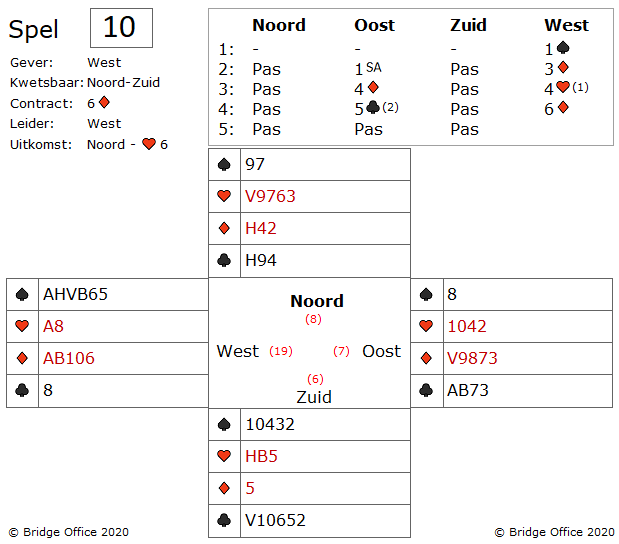 Spel 10
Gever: West
Kwetsbaar: Noord-Zuid
Contract: 6♦
Leider: West
Uitkomst: Noord - ♥ 6
Noord Oost Zuid West
1: - - - 1♠
2: Pas 1SA Pas 3♦
3: Pas 4♦ Pas 4♥(1)
4: Pas 5♣(2) Pas 6♦
5: Pas Pas Pas
♠ 97
♥ V9763
♦ H42
♣ H94
♠ AHVB65
♥ A8
♦ AB106
♣ 8
Noord
(8)
West (19) (7) Oost
(6)
Zuid
♠ 8
♥ 1042
♦ V9873
♣ AB73
♠ 10432
♥ HB5
♦ 5
♣ V10652
© Bridge Office 2020 © Bridge Office 2020